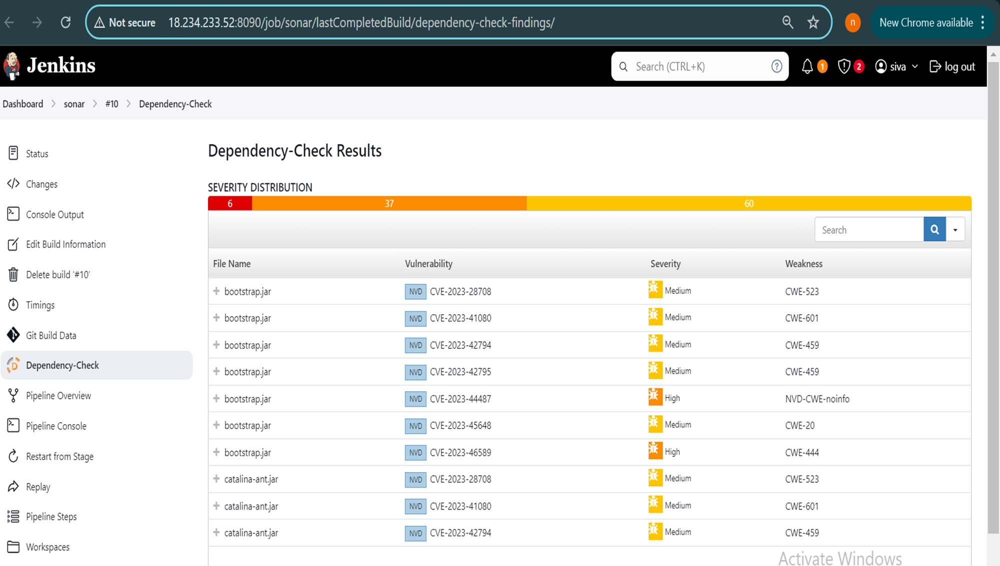 Not secure 18.234.233.52:8090/job/sonar/lastCompletedBuild/dependency-check-findings/ n New Chrome available
Jenkins Search (CTRL+K) ? 1 2 siva log out
Dashboard sonar #10 Dependency-Check
Status
Changes
Console Output
Edit Build Information
Delete build '#10'
Timings
Git Build Data
Dependency-Check
Pipeline Overview
Pipeline Console
Restart from Stage
Replay
Pipeline Steps
Workspaces
Dependency-Check Results
SEVERITY DISTRIBUTION
6 37 60
Search
File Name Vulnerability Severity Weakness
bootstrap.jar NVD CVE-2023-28708 Medium CWE-523
bootstrap.jar NVD CVE-2023-41080 Medium CWE-601
bootstrap.jar NVD CVE-2023-42794 Medium CWE-459
bootstrap.jar NVD CVE-2023-42795 Medium CWE-459
bootstrap.jar NVD CVE-2023-44487 High NVD-CWE-noinfo
bootstrap.jar NVD CVE-2023-45648 Medium CWE-20
bootstrap.jar NVD CVE-2023-46589 High CWE-444
catalina-ant.jar NVD CVE-2023-28708 Medium CWE-523
catalina-ant.jar NVD CVE-2023-41080 Medium CWE-601
catalina-ant.jar NVD CVE-2023-42794 Medium CWE-459
Activate Windows